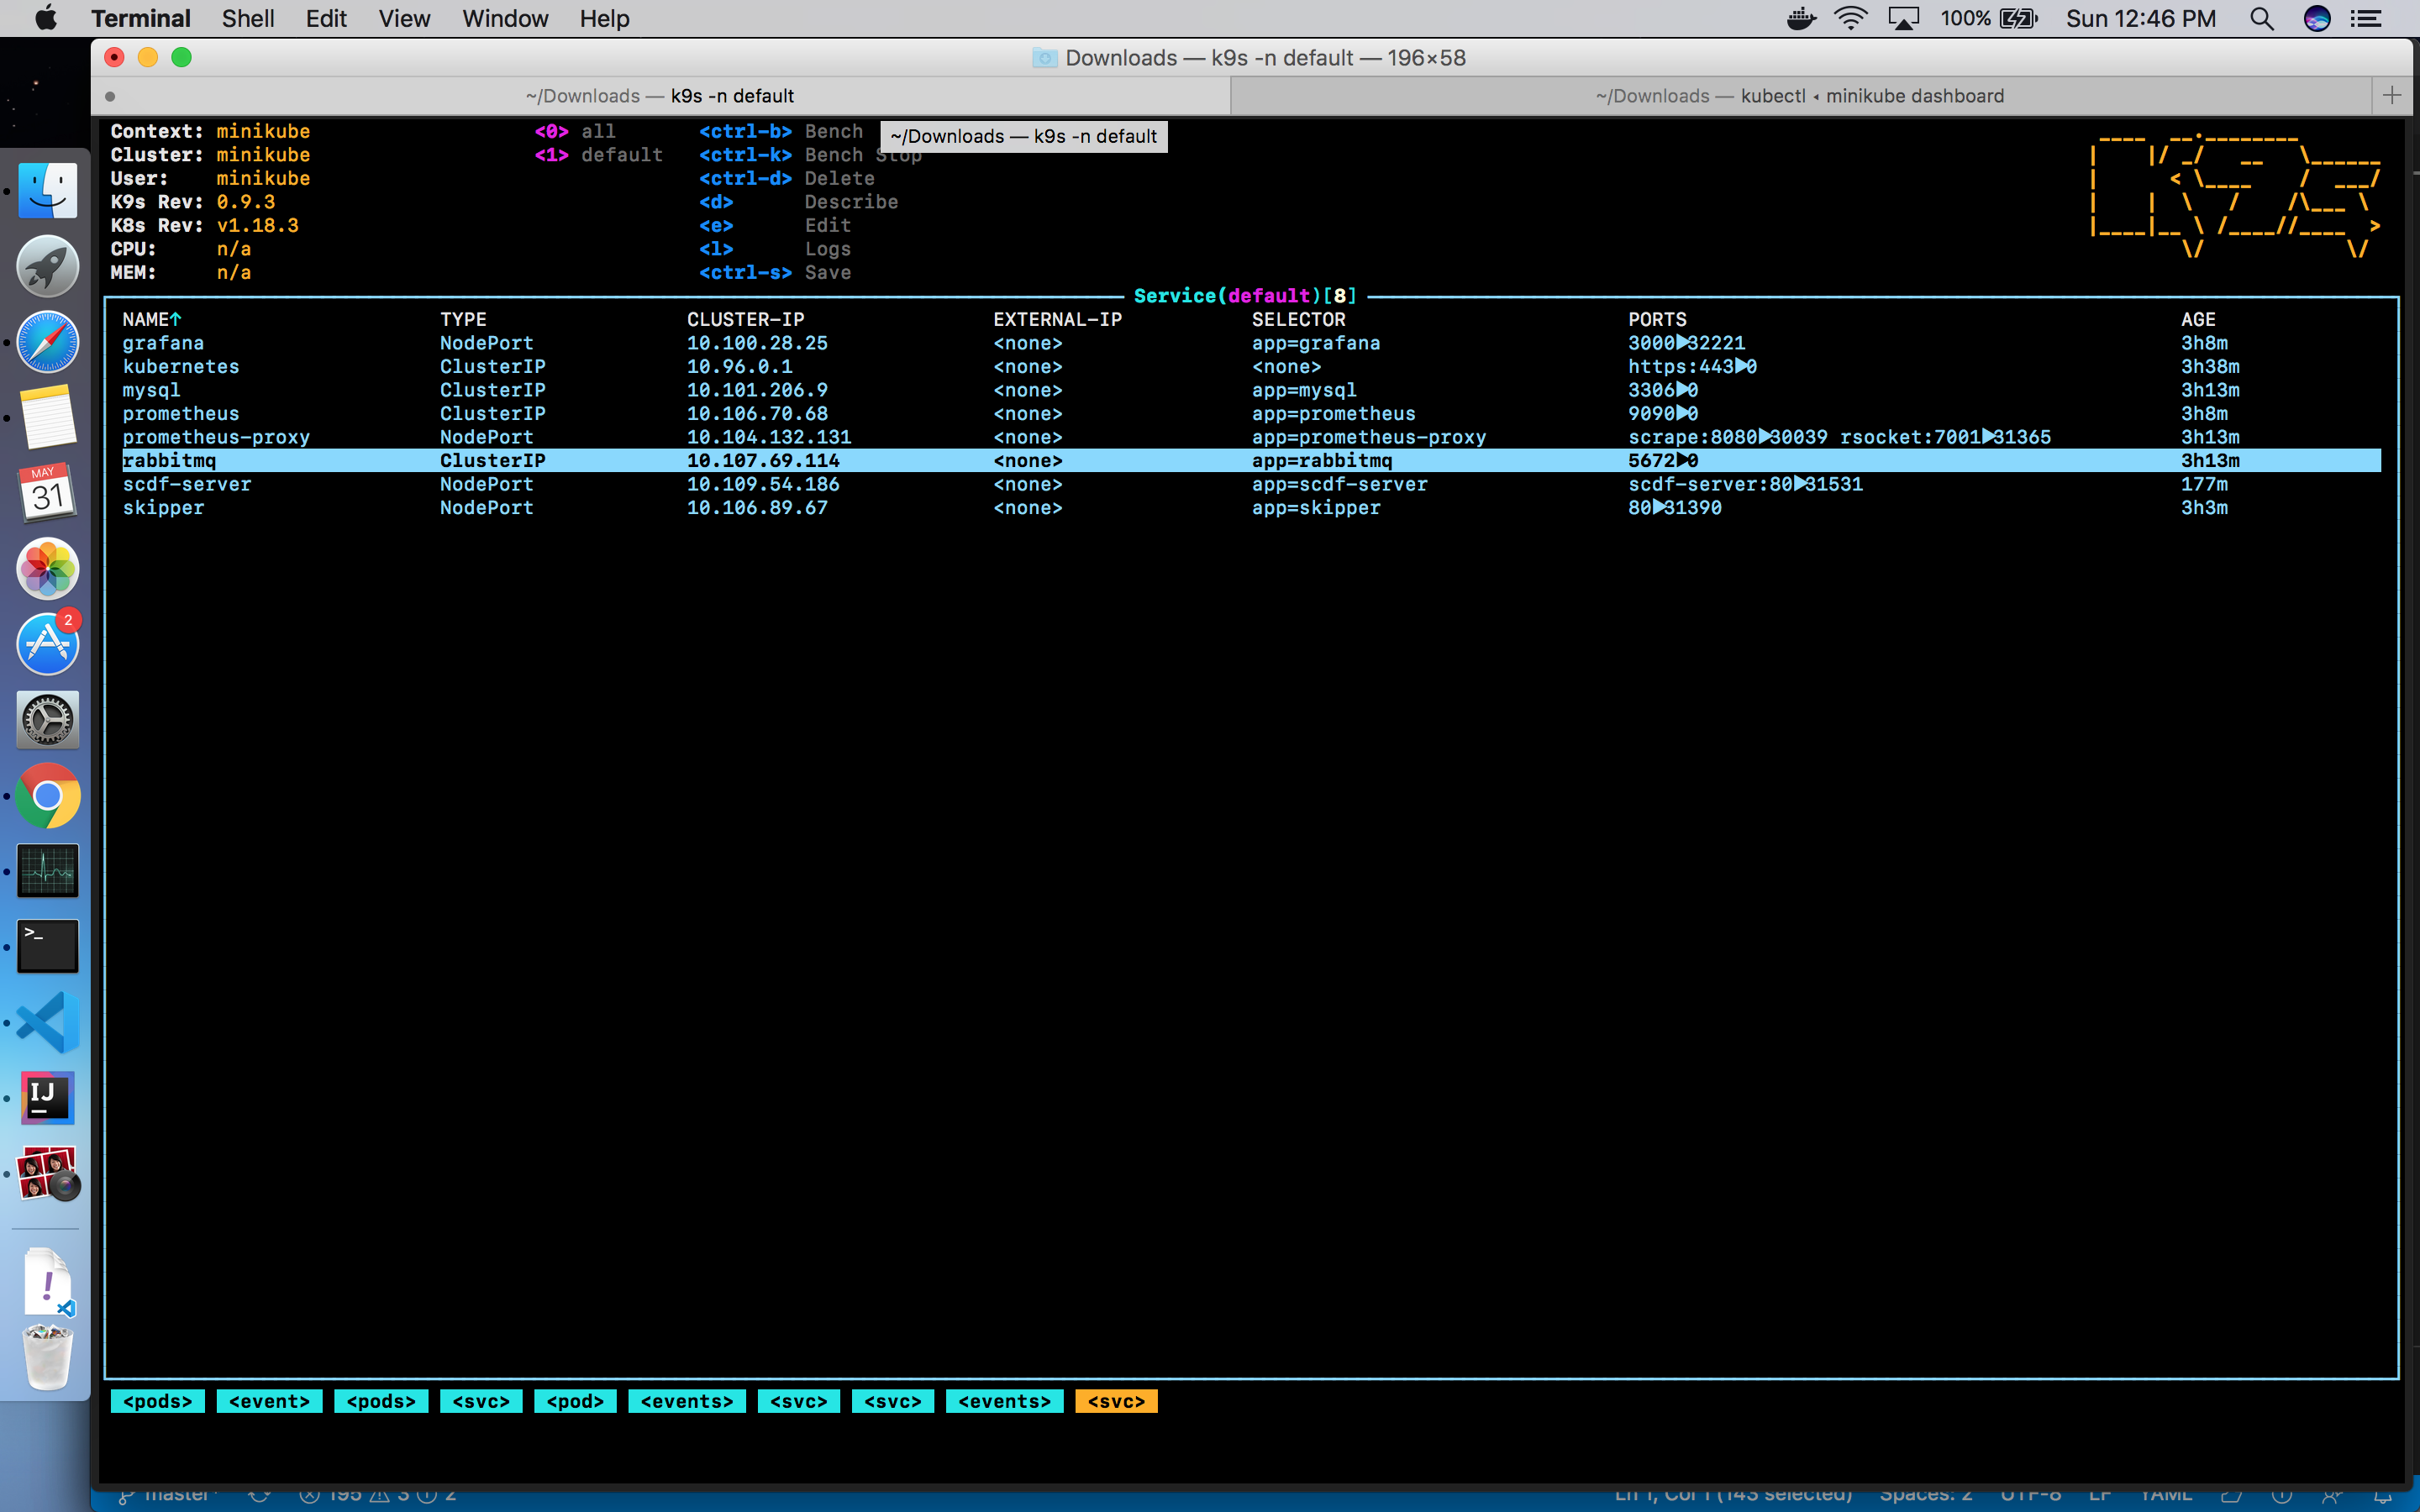 Terminal Shell Edit View Window Help 100% Sun 12:46 PM
Downloads — k9s -n default — 196×58
~/Downloads — k9s -n default ~/Downloads — kubectl ◂ minikube dashboard
Context: minikube <0> all <ctrl-b> Bench ~/Downloads — k9s -n default
Cluster: minikube <1> default <ctrl-k> Bench Stop
User: minikube <ctrl-d> Delete
K9s Rev: 0.9.3 <d> Describe
K8s Rev: v1.18.3 <e> Edit
CPU: n/a <l> Logs
MEM: n/a <ctrl-s> Save
Service(default)[8]
NAME↑ TYPE CLUSTER-IP EXTERNAL-IP SELECTOR PORTS AGE
grafana NodePort 10.100.28.25 <none> app=grafana 3000►32221 3h8m
kubernetes ClusterIP 10.96.0.1 <none> <none> https:443►0 3h38m
mysql ClusterIP 10.101.206.9 <none> app=mysql 3306►0 3h13m
prometheus ClusterIP 10.106.70.68 <none> app=prometheus 9090►0 3h8m
prometheus-proxy NodePort 10.104.132.131 <none> app=prometheus-proxy scrape:8080►30039 rsocket:7001►31365 3h13m
rabbitmq ClusterIP 10.107.69.114 <none> app=rabbitmq 5672►0 3h13m
scdf-server NodePort 10.109.54.186 <none> app=scdf-server scdf-server:80►31531 177m
skipper NodePort 10.106.89.67 <none> app=skipper 80►31390 3h3m
MAY
31
2
>_
IJ
!
<pods> <event> <pods> <svc> <pod> <events> <svc> <svc> <events> <svc>
master* 195 3 2 Ln 1, Col 1 (143 selected) Spaces: 2 UTF-8 LF YAML